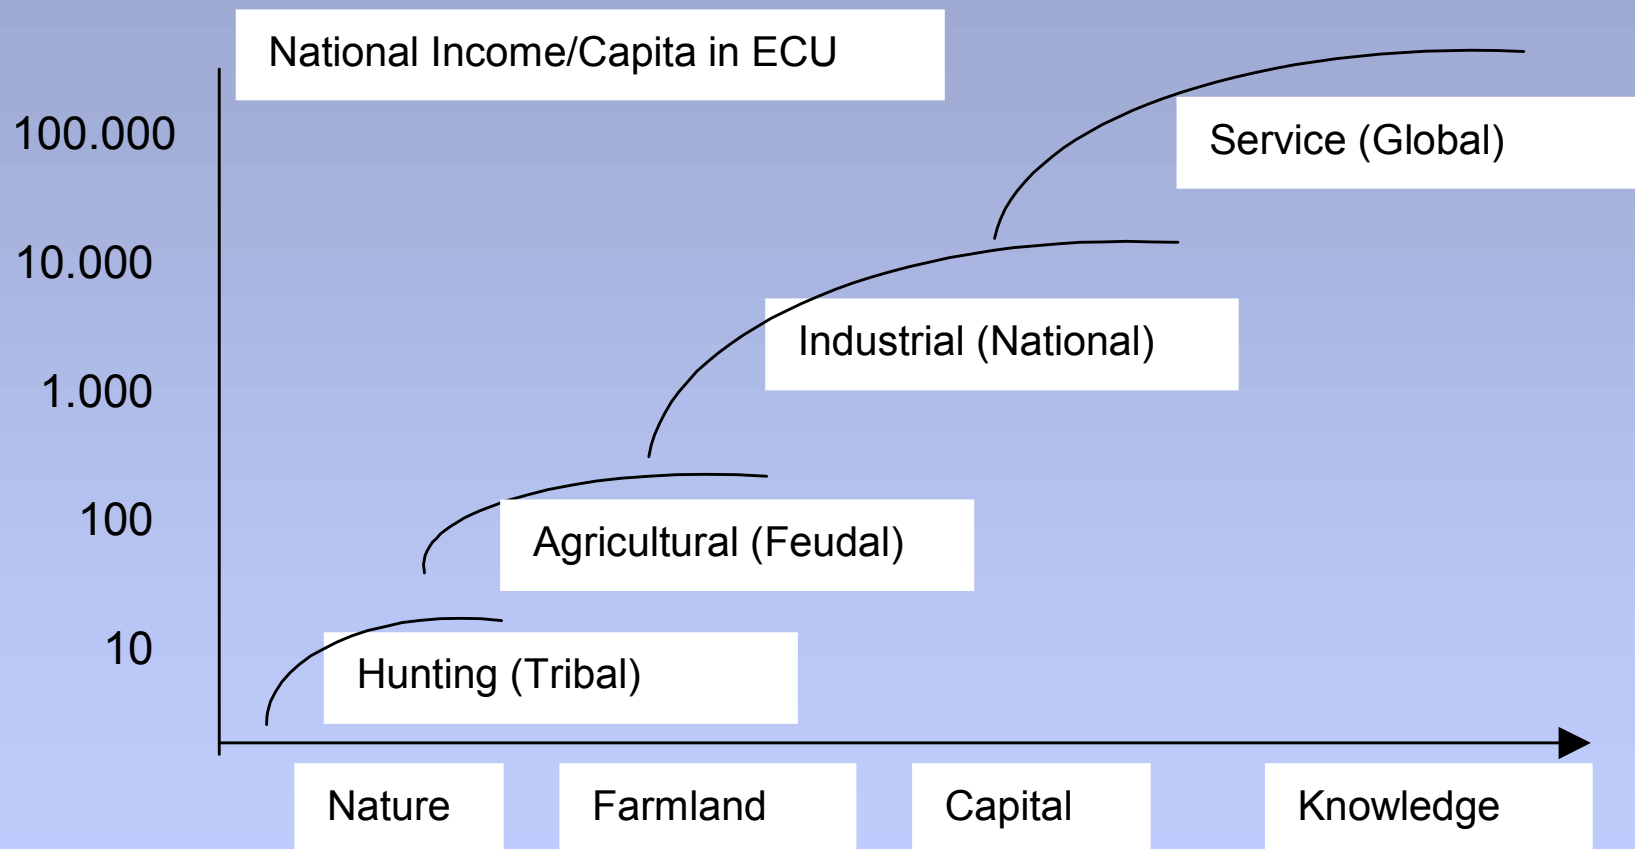 National Income/Capita in ECU
100.000
Service (Global)
10.000
Industrial (National)
1.000
100
Agricultural (Feudal)
10
Hunting (Tribal)
Nature
Farmland
Capital
Knowledge